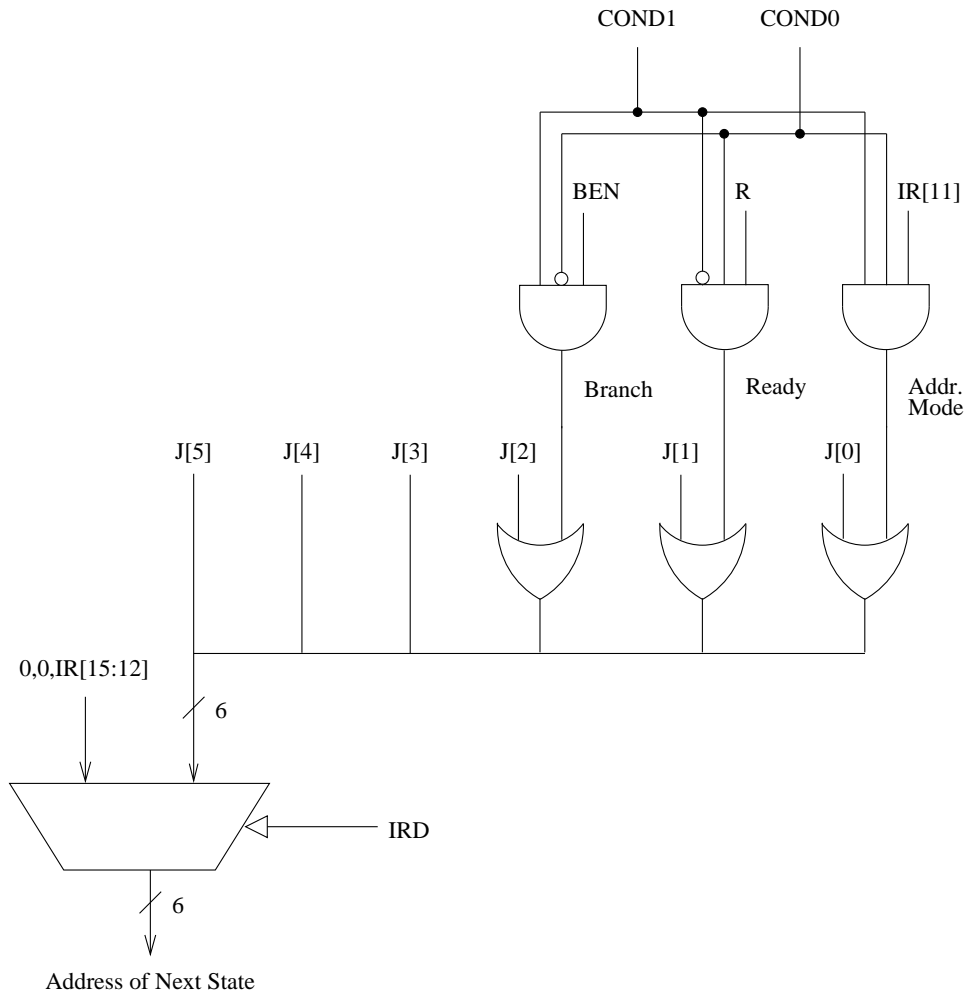 COND1 COND0
BEN R IR[11]
Branch Ready Addr.
Mode
J[5] J[4] J[3] J[2] J[1] J[0]
0,0,IR[15:12]
6
IRD
6
Address of Next State